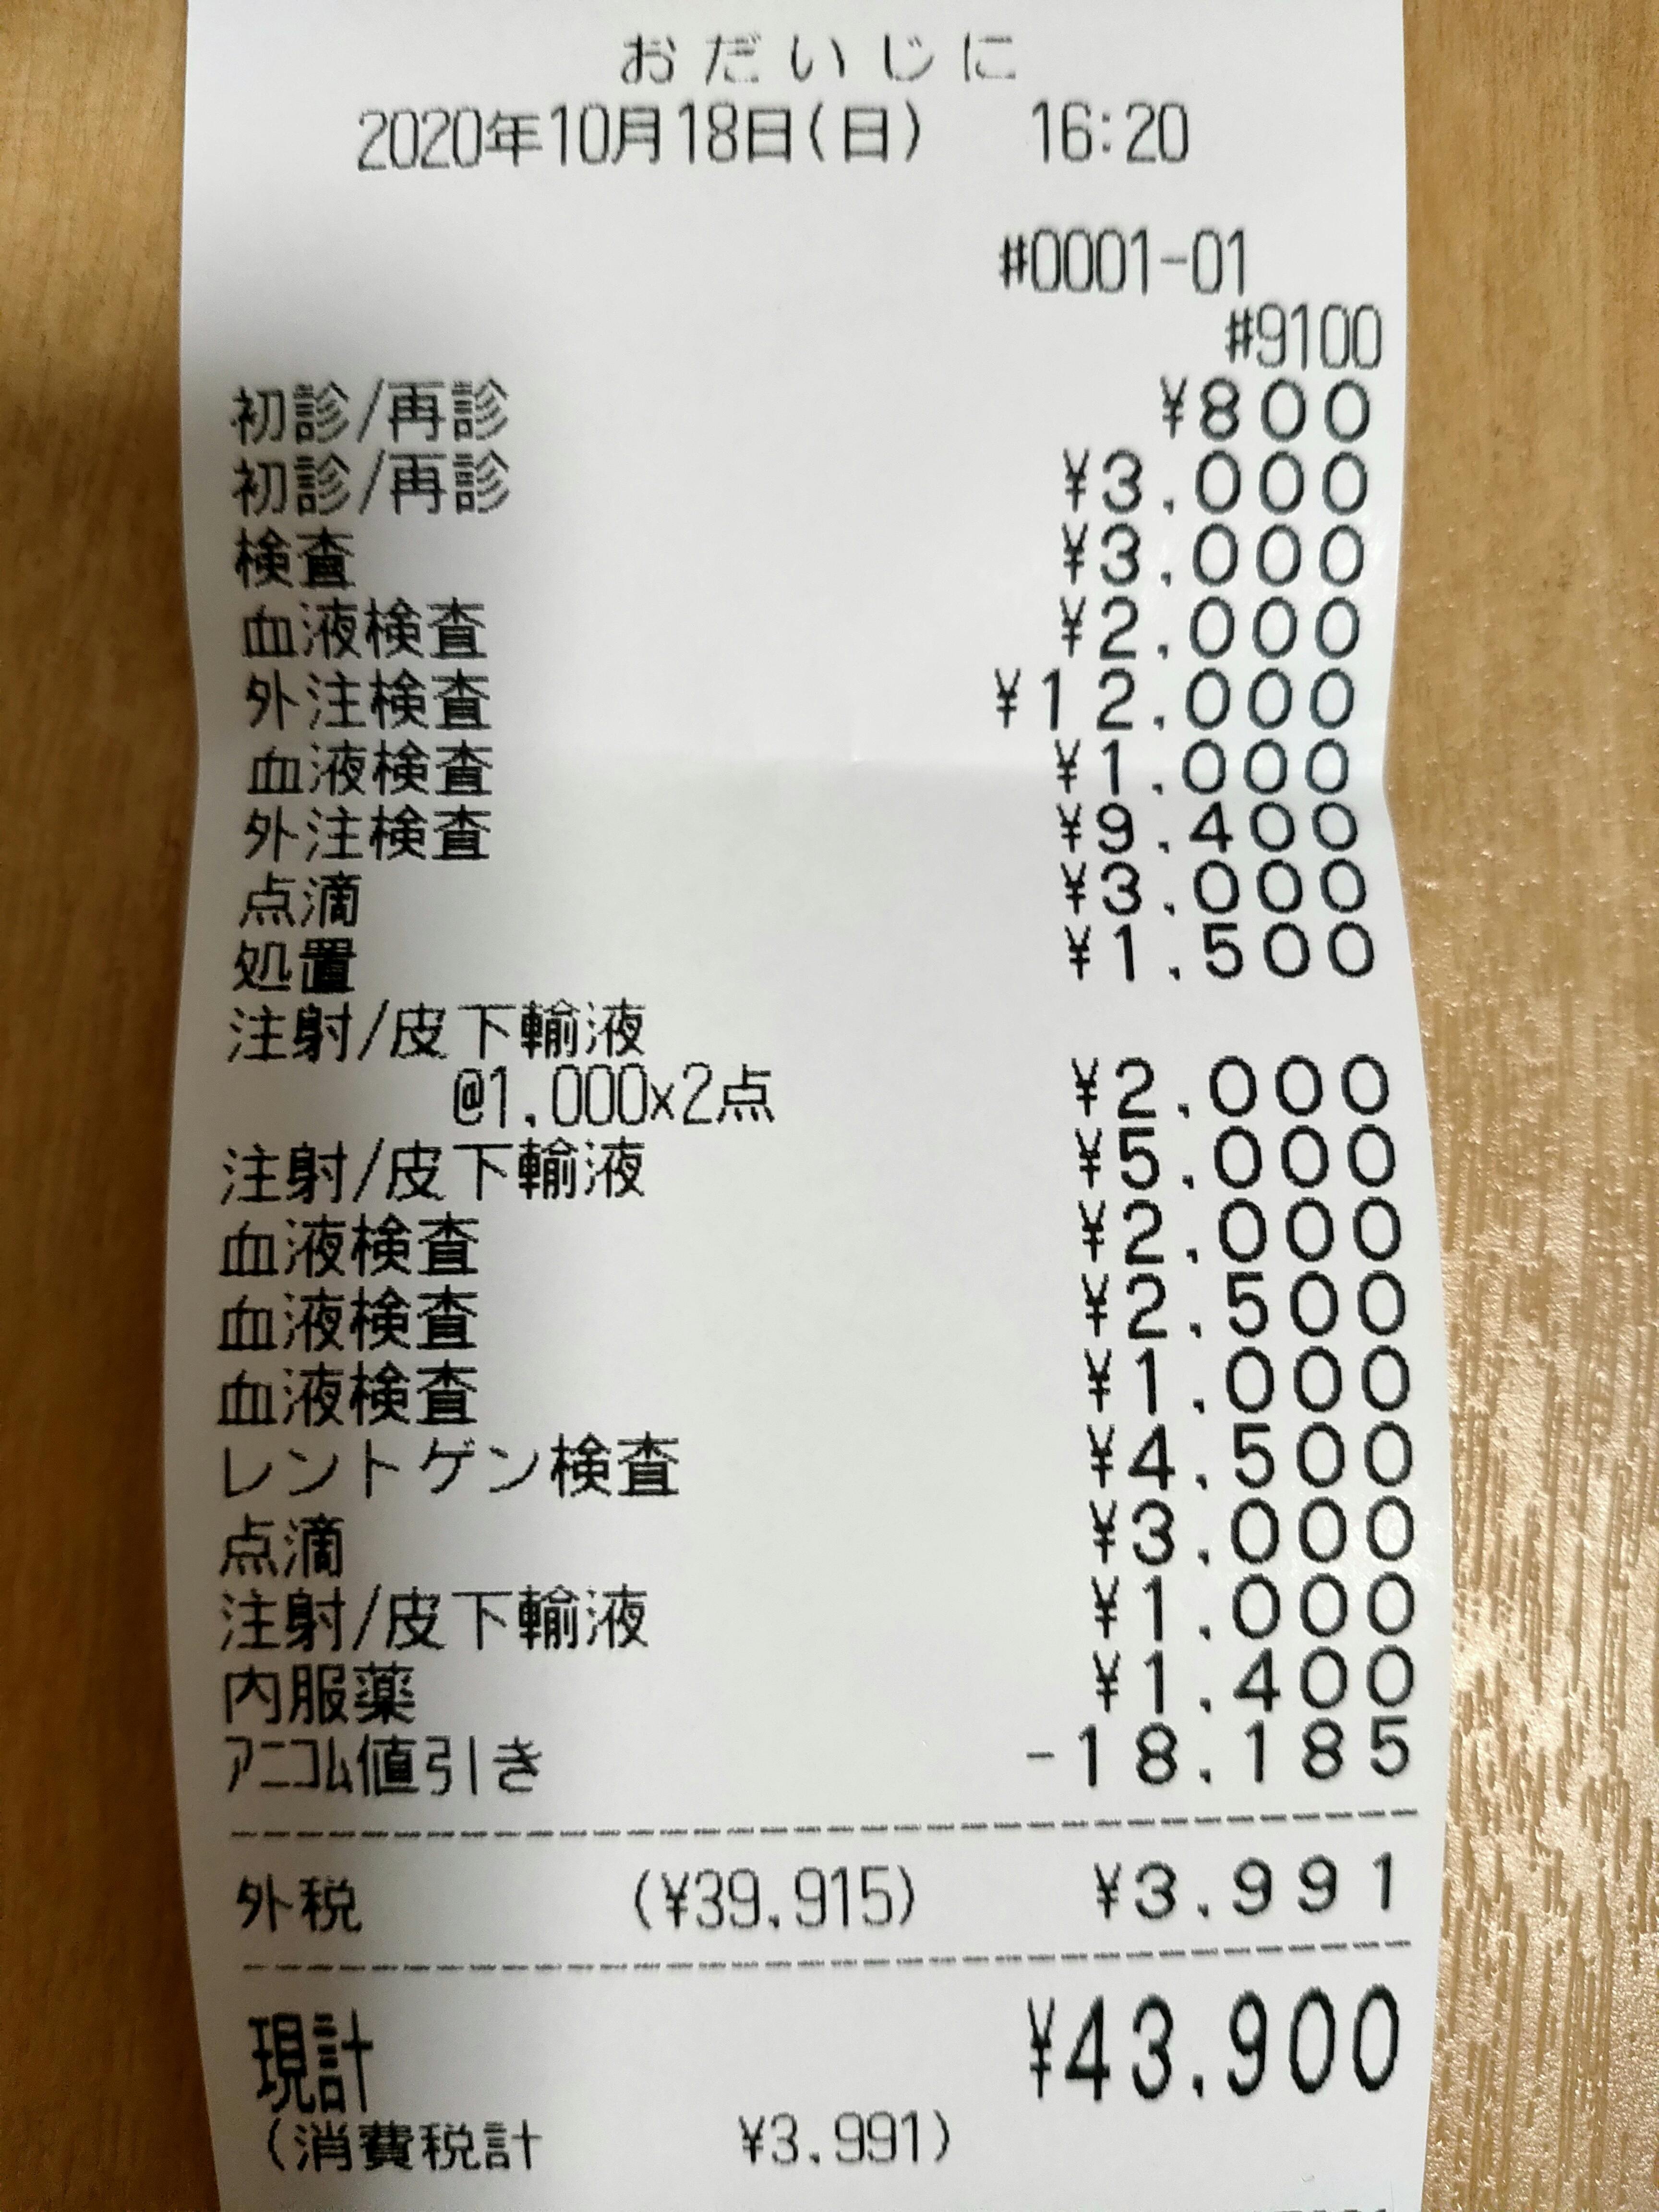 おだいじに
2020年10月18日(日) 16:20
#0001-01
#9100
初診/再診 ¥800
初診/再診 ¥3,000
検査 ¥3,000
血液検査 ¥2,000
外注検査 ¥12,000
血液検査 ¥1,000
外注検査 ¥9,400
点滴 ¥3,000
処置 ¥1,500
注射/皮下輸液
@1,000x2点 ¥2,000
注射/皮下輸液 ¥5,000
血液検査 ¥2,000
血液検査 ¥2,500
血液検査 ¥1,000
レントゲン検査 ¥4,500
点滴 ¥3,000
注射/皮下輸液 ¥1,000
内服薬 ¥1,400
ｱﾆｺﾑ値引き -18,185
外税 (¥39,915) ¥3,991
現計 ¥43,900
(消費税計 ¥3,991)